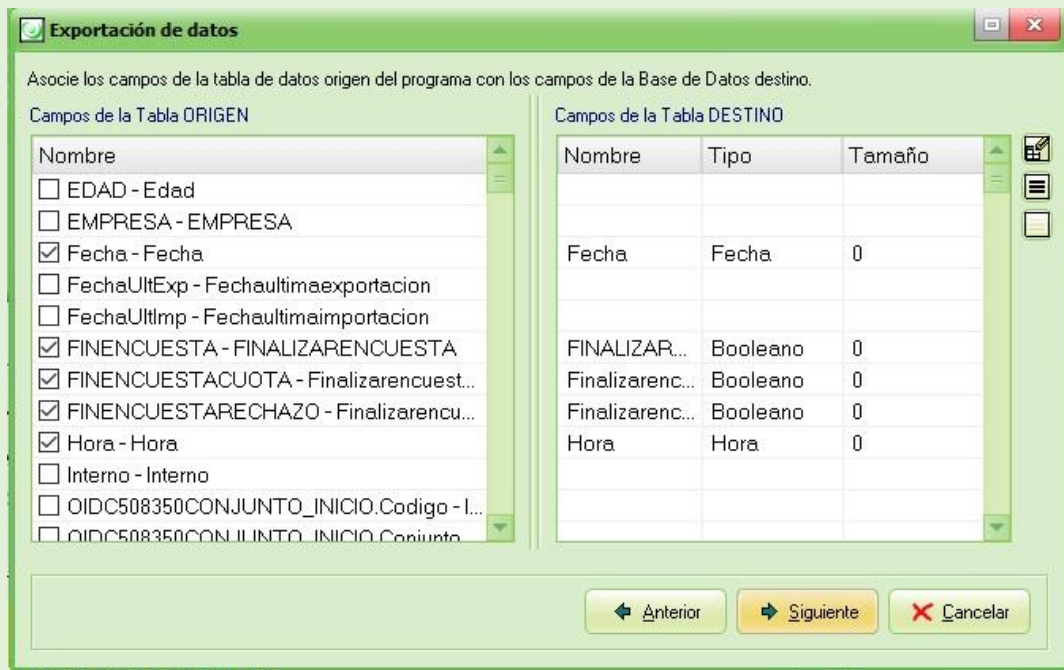 Exportación de datos
Asocie los campos de la tabla de datos origen del programa con los campos de la Base de Datos destino.
Campos de la Tabla ORIGEN
Campos de la Tabla DESTINO
Nombre
Nombre Tipo Tamaño
EDAD - Edad
EMPRESA - EMPRESA
Fecha - Fecha
Fecha Fecha 0
FechaUltExp - Fechaultimaexportacion
FechaUltImp - Fechaultimaimportacion
FINENCUESTA - FINALIZARENCUESTA
FINALIZAR... Booleano 0
FINENCUESTACUOTA - Finalizarencuest...
Finalizarenc... Booleano 0
FINENCUESTARECHAZO - Finalizarencu...
Finalizarenc... Booleano 0
Hora - Hora
Hora Hora 0
Interno - Interno
OIDC508350CONJUNTO_INICIO.Codigo - I...
OIDC508350CONJUNTO_INICIO.Conjunto
Anterior
Siguiente
Cancelar